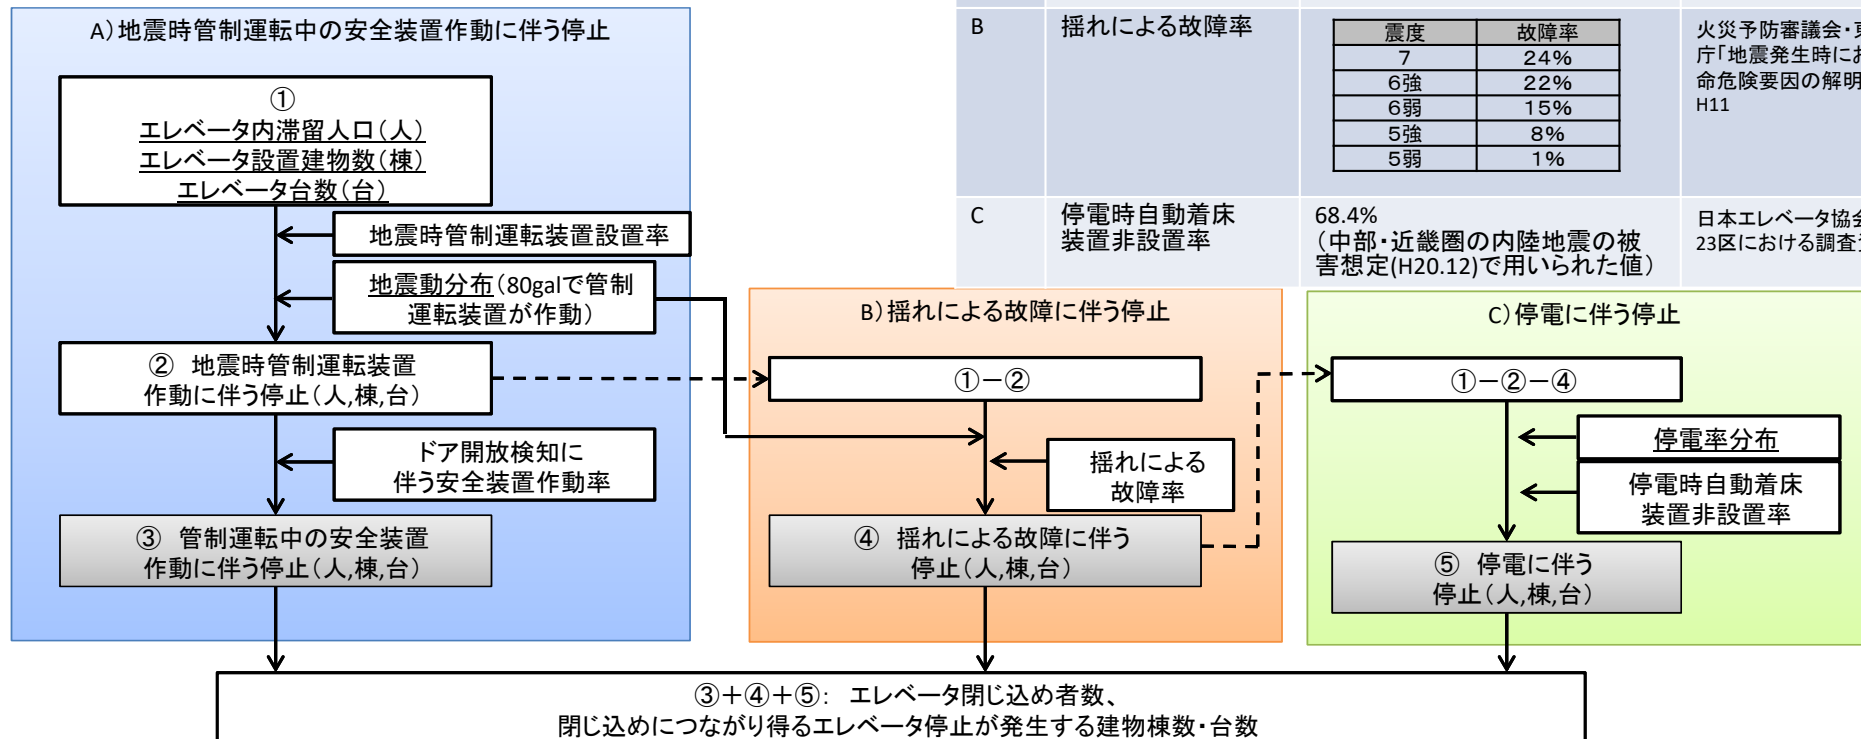 B
揺れによる故障率
震度
故障率
7
24%
6強
22%
6弱
15%
5強
8%
5弱
1%
火災予防審議会・東
庁「地震発生時にお
命危険要因の解明
H11
C
停電時自動着床
装置非設置率
68.4%
(中部・近畿圏の内陸地震の被
害想定(H20.12)で用いられた値)
日本エレベータ協会
23区における調査
A)地震時管制運転中の安全装置作動に伴う停止
①
エレベータ内滞留人口(人)
エレベータ設置建物数(棟)
エレベータ台数(台)
地震時管制運転装置設置率
地震動分布(80galで管制
運転装置が作動)
② 地震時管制運転装置
作動に伴う停止(人,棟,台)
ドア開放検知に
伴う安全装置作動率
③ 管制運転中の安全装置
作動に伴う停止(人,棟,台)
B)揺れによる故障に伴う停止
①-②
揺れによる
故障率
④ 揺れによる故障に伴う
停止(人,棟,台)
C)停電に伴う停止
①-②-④
停電率分布
停電時自動着床
装置非設置率
⑤ 停電に伴う
停止(人,棟,台)
③+④+⑤: エレベータ閉じ込め者数、
閉じ込めにつながり得るエレベータ停止が発生する建物棟数・台数